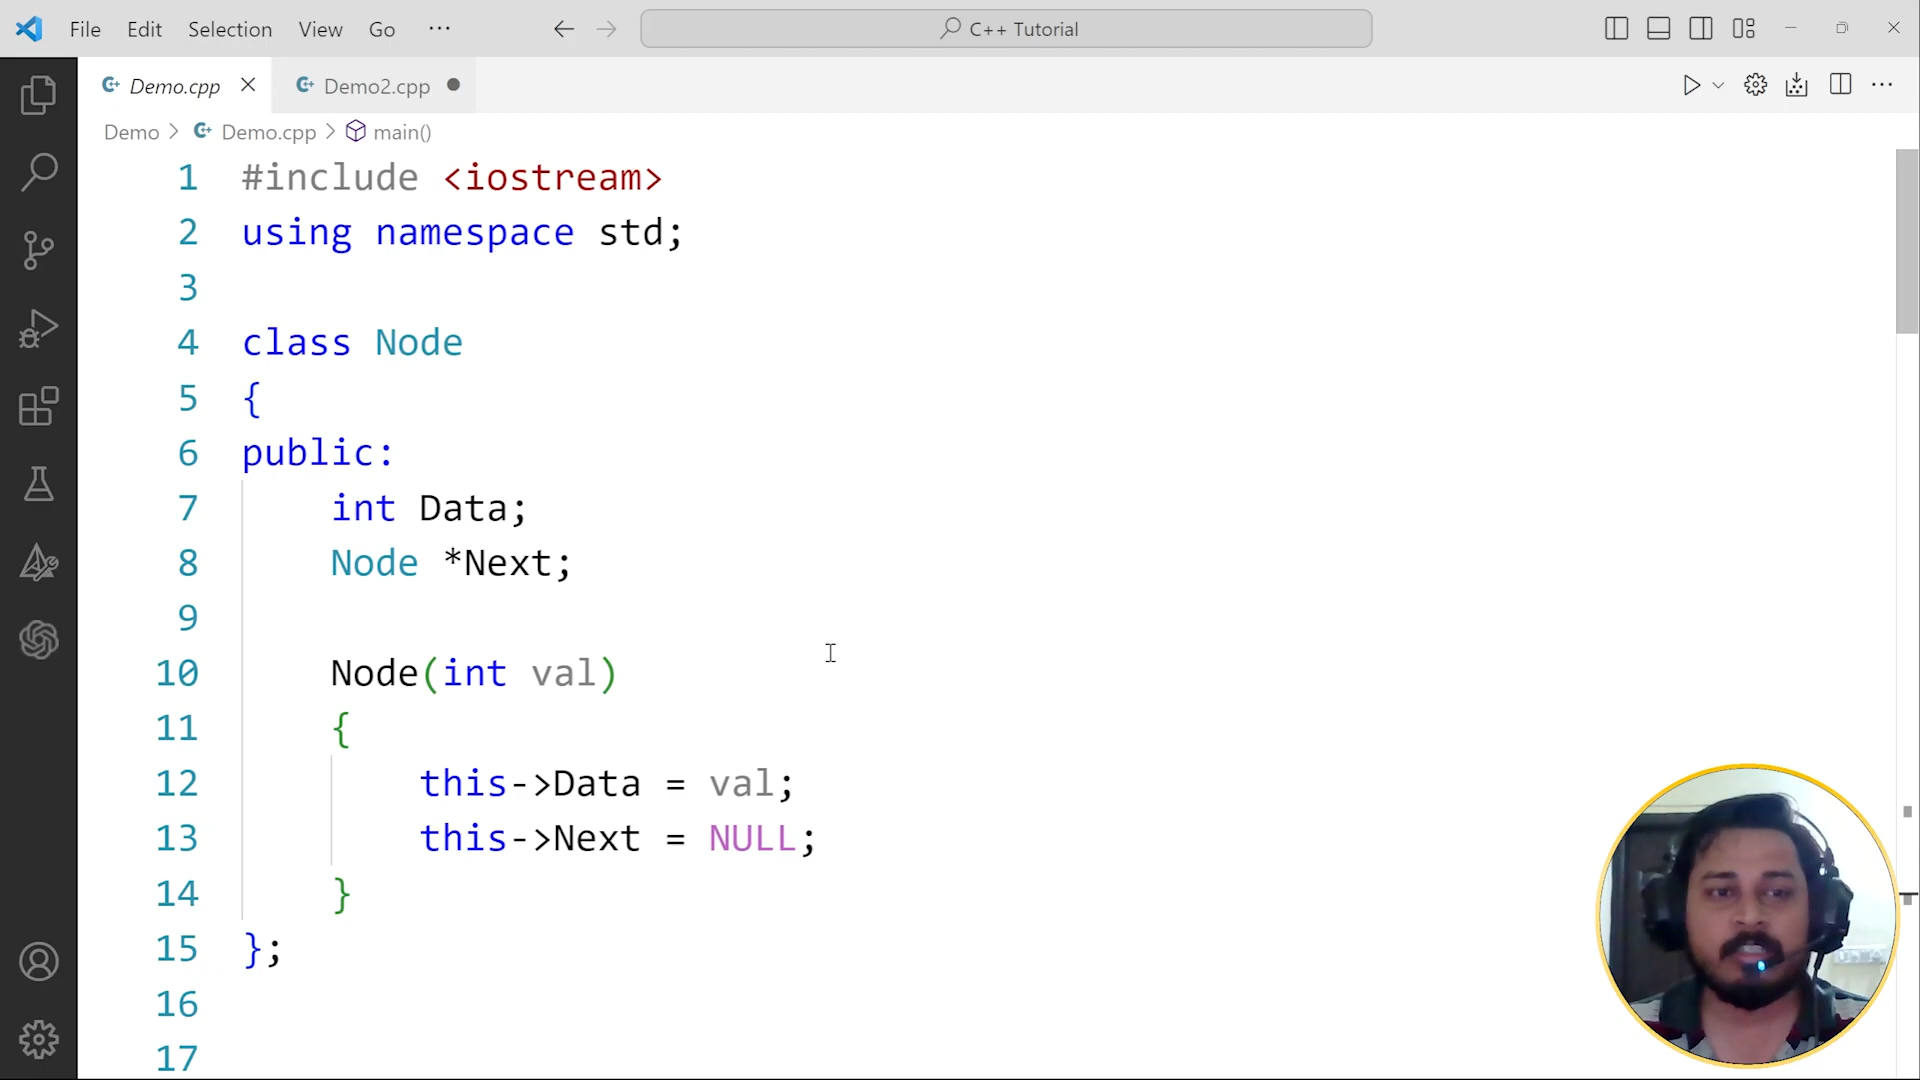 File Edit Selection View Go ···
C++ Tutorial
Demo.cpp
Demo2.cpp
Demo > Demo.cpp > main()
1 #include <iostream>
2 using namespace std;
3
4 class Node
5 {
6 public:
7 int Data;
8 Node *Next;
9
10 Node(int val)
11 {
12 this->Data = val;
13 this->Next = NULL;
14 }
15 };
16
17